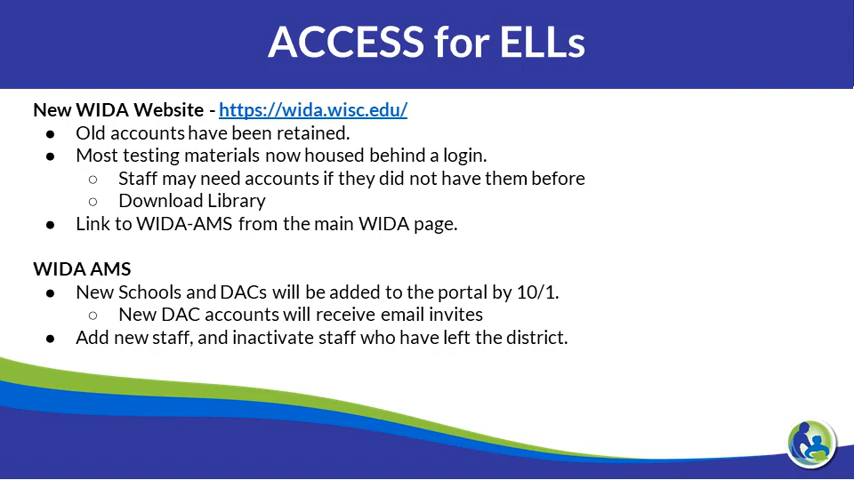 ACCESS for ELLs
New WIDA Website - https://wida.wisc.edu/
● Old accounts have been retained.
● Most testing materials now housed behind a login.
○ Staff may need accounts if they did not have them before
○ Download Library
● Link to WIDA-AMS from the main WIDA page.
WIDA AMS
● New Schools and DACs will be added to the portal by 10/1.
○ New DAC accounts will receive email invites
● Add new staff, and inactivate staff who have left the district.